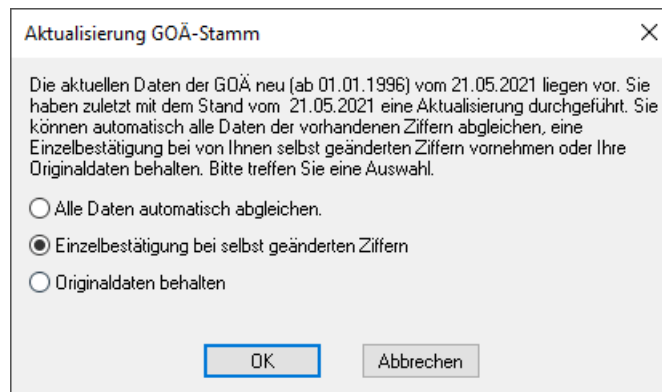 Aktualisierung GOÄ-Stamm
Die aktuellen Daten der GOÄ neu (ab 01.01.1996) vom 21.05.2021 liegen vor. Sie
haben zuletzt mit dem Stand vom  21.05.2021 eine Aktualisierung durchgeführt. Sie
können automatisch alle Daten der vorhandenen Ziffern abgleichen, eine
Einzelbestätigung bei von Ihnen selbst geänderten Ziffern vornehmen oder Ihre
Originaldaten behalten. Bitte treffen Sie eine Auswahl.
Alle Daten automatisch abgleichen.
Einzelbestätigung bei selbst geänderten Ziffern
Originaldaten behalten
OK Abbrechen